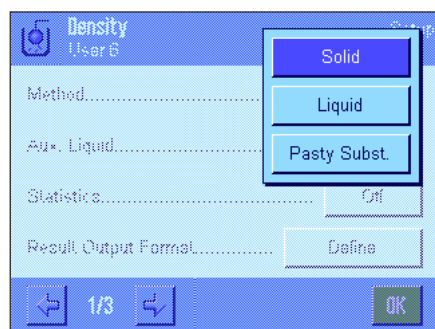 Density
User 6
Setup
Solid
Method
Liquid
Aux. Liquid
Pasty Subst.
Statistics
Off
Result Output Format
Define
1/3
OK